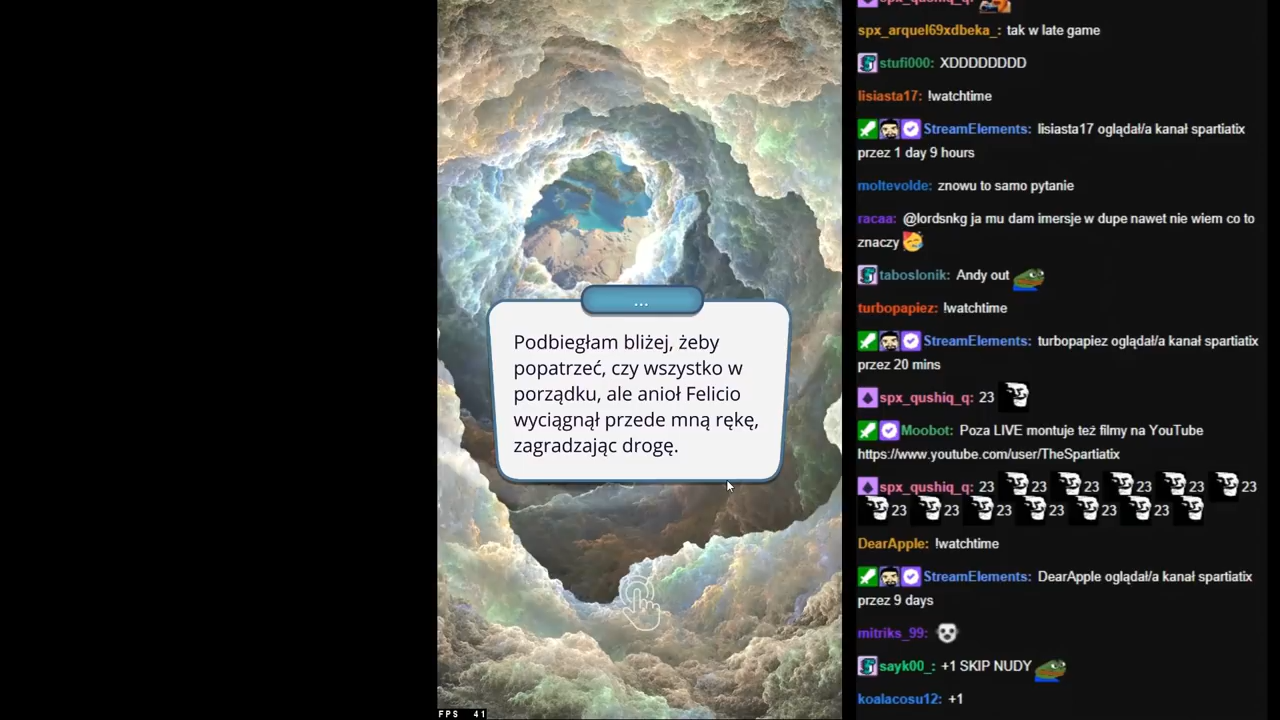 ...
Podbiegłam bliżej, żeby
popatrzeć, czy wszystko w
porządku, ale anioł Felicio
wyciągnął przede mną rękę,
zagradzając drogę.
FPS 41
spx_arquel69xdbeka_: tak w late game
stufi000: XDDDDDDDD
lisiasta17: !watchtime
StreamElements: lisiasta17 oglądał/a kanał spartiatix
przez 1 day 9 hours
moltevolde: znowu to samo pytanie
racaa: @lordsnkg ja mu dam imersje w dupe nawet nie wiem co to
znaczy
taboslonik: Andy out
turbopapiez: !watchtime
StreamElements: turbopapiez oglądał/a kanał spartiatix
przez 20 mins
spx_qushiq_q: 23
Moobot: Poza LIVE montuje też filmy na YouTube
https://www.youtube.com/user/TheSpartiatix
spx_qushiq_q: 23 23 23 23 23 23
23 23 23 23 23 23
DearApple: !watchtime
StreamElements: DearApple oglądał/a kanał spartiatix
przez 9 days
mitriks_99:
sayk00_: +1 SKIP NUDY
koalacosu12: +1